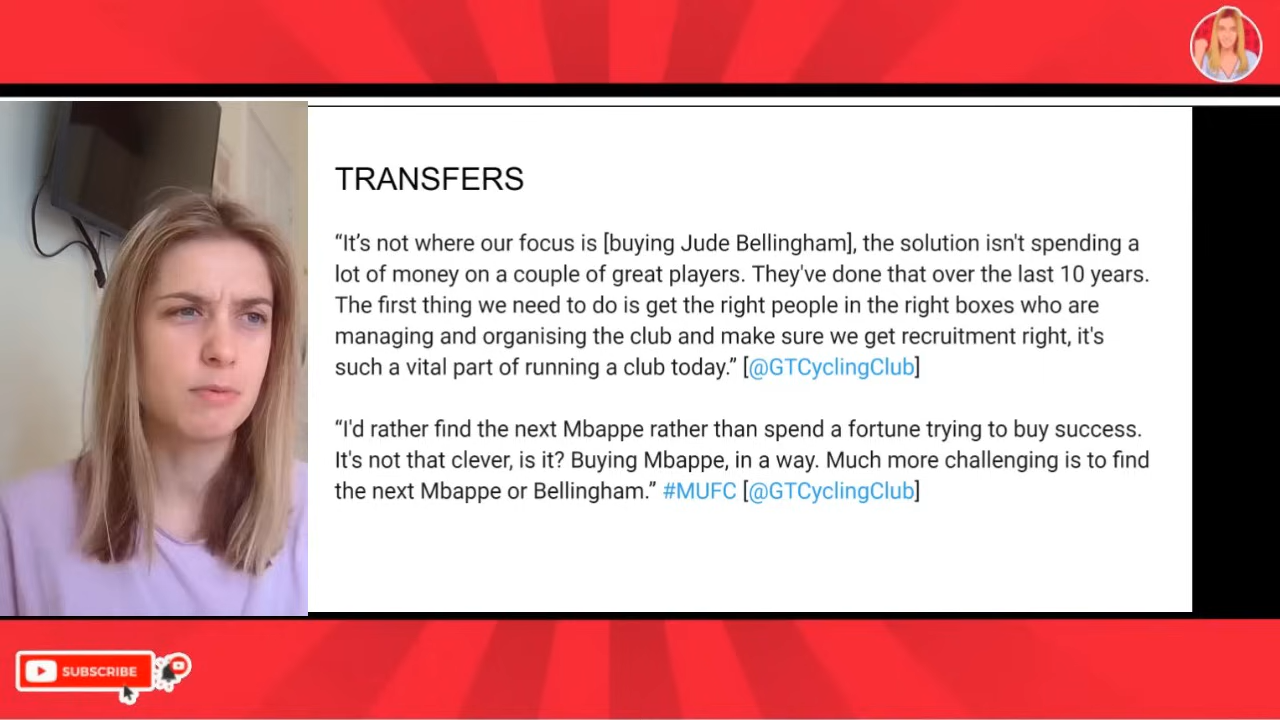 TRANSFERS
“It’s not where our focus is [buying Jude Bellingham], the solution isn't spending a
lot of money on a couple of great players. They've done that over the last 10 years.
The first thing we need to do is get the right people in the right boxes who are
managing and organising the club and make sure we get recruitment right, it's
such a vital part of running a club today.” [@GTCyclingClub]
“I'd rather find the next Mbappe rather than spend a fortune trying to buy success.
It's not that clever, is it? Buying Mbappe, in a way. Much more challenging is to find
the next Mbappe or Bellingham.” #MUFC [@GTCyclingClub]
SUBSCRIBE